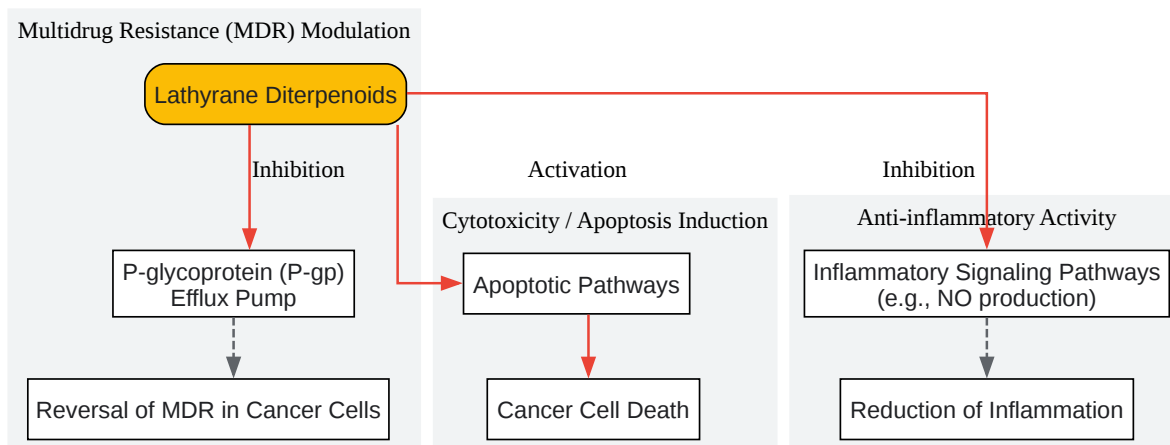 Multidrug Resistance (MDR) Modulation
Lathyrane Diterpenoids
Inhibition
Activation
Inhibition
Cytotoxicity / Apoptosis Induction
Anti-inflammatory Activity
P-glycoprotein (P-gp)
Efflux Pump
Apoptotic Pathways
Inflammatory Signaling Pathways
(e.g., NO production)
Reversal of MDR in Cancer Cells
Cancer Cell Death
Reduction of Inflammation